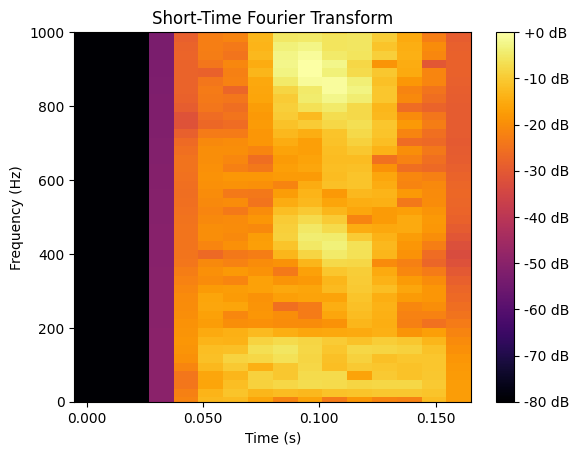 Short-Time Fourier Transform
1000
800
600
400
200
0
Frequency (Hz)
0.000
0.050
0.100
0.150
Time (s)
+0 dB
-10 dB
-20 dB
-30 dB
-40 dB
-50 dB
-60 dB
-70 dB
-80 dB